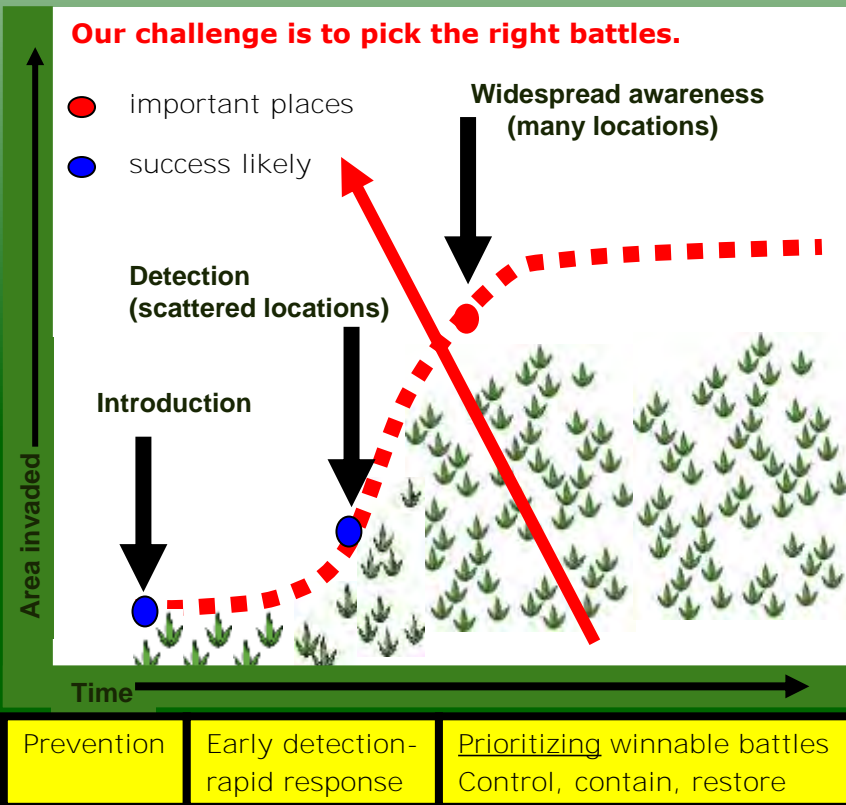 Our challenge is to pick the right battles.
important places
success likely
Widespread awareness
(many locations)
Detection
(scattered locations)
Introduction
Area invaded
Time
Prevention
Early detection-
rapid response
Prioritizing winnable battles
Control, contain, restore